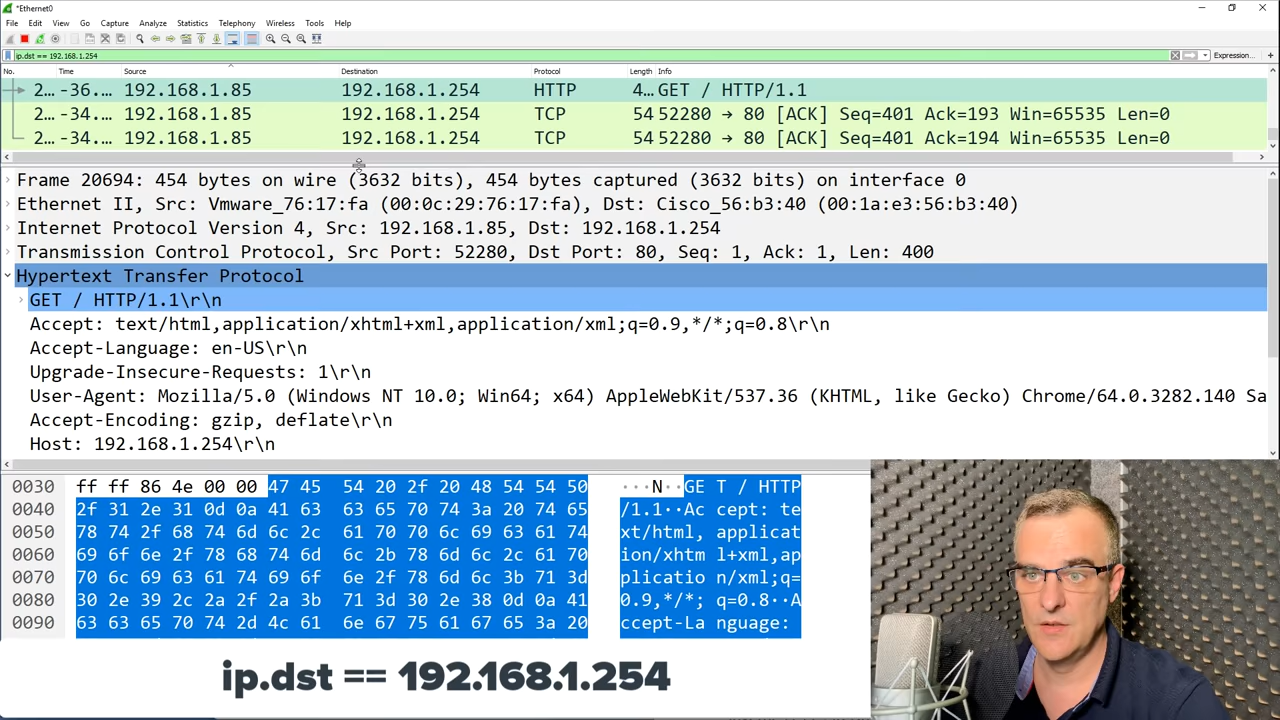 *Ethernet0
File Edit View Go Capture Analyze Statistics Telephony Wireless Tools Help
ip.dst == 192.168.1.254
Expression...
No. Time Source Destination Protocol Length Info
2... -36.... 192.168.1.85 192.168.1.254 HTTP 4... GET / HTTP/1.1
2... -34.... 192.168.1.85 192.168.1.254 TCP 54 52280 → 80 [ACK] Seq=401 Ack=193 Win=65535 Len=0
2... -34.... 192.168.1.85 192.168.1.254 TCP 54 52280 → 80 [ACK] Seq=401 Ack=194 Win=65535 Len=0
Frame 20694: 454 bytes on wire (3632 bits), 454 bytes captured (3632 bits) on interface 0
Ethernet II, Src: Vmware_76:17:fa (00:0c:29:76:17:fa), Dst: Cisco_56:b3:40 (00:1a:e3:56:b3:40)
Internet Protocol Version 4, Src: 192.168.1.85, Dst: 192.168.1.254
Transmission Control Protocol, Src Port: 52280, Dst Port: 80, Seq: 1, Ack: 1, Len: 400
Hypertext Transfer Protocol
GET / HTTP/1.1\r\n
Accept: text/html,application/xhtml+xml,application/xml;q=0.9,*/*;q=0.8\r\n
Accept-Language: en-US\r\n
Upgrade-Insecure-Requests: 1\r\n
User-Agent: Mozilla/5.0 (Windows NT 10.0; Win64; x64) AppleWebKit/537.36 (KHTML, like Gecko) Chrome/64.0.3282.140 Sa
Accept-Encoding: gzip, deflate\r\n
Host: 192.168.1.254\r\n
0030 ff ff 86 4e 00 00 47 45 54 20 2f 20 48 54 54 50 ···N··GE T / HTTP
0040 2f 31 2e 31 0d 0a 41 63 63 65 70 74 3a 20 74 65 /1.1··Ac cept: te
0050 78 74 2f 68 74 6d 6c 2c 61 70 70 6c 69 63 61 74 xt/html, applicat
0060 69 6f 6e 2f 78 68 74 6d 6c 2b 78 6d 6c 2c 61 70 ion/xhtm l+xml,ap
0070 70 6c 69 63 61 74 69 6f 6e 2f 78 6d 6c 3b 71 3d plicatio n/xml;q=
0080 30 2e 39 2c 2a 2f 2a 3b 71 3d 30 2e 38 0d 0a 41 0.9,*/*; q=0.8··A
0090 63 63 65 70 74 2d 4c 61 6e 67 75 61 67 65 3a 20 ccept-La nguage:
ip.dst == 192.168.1.254